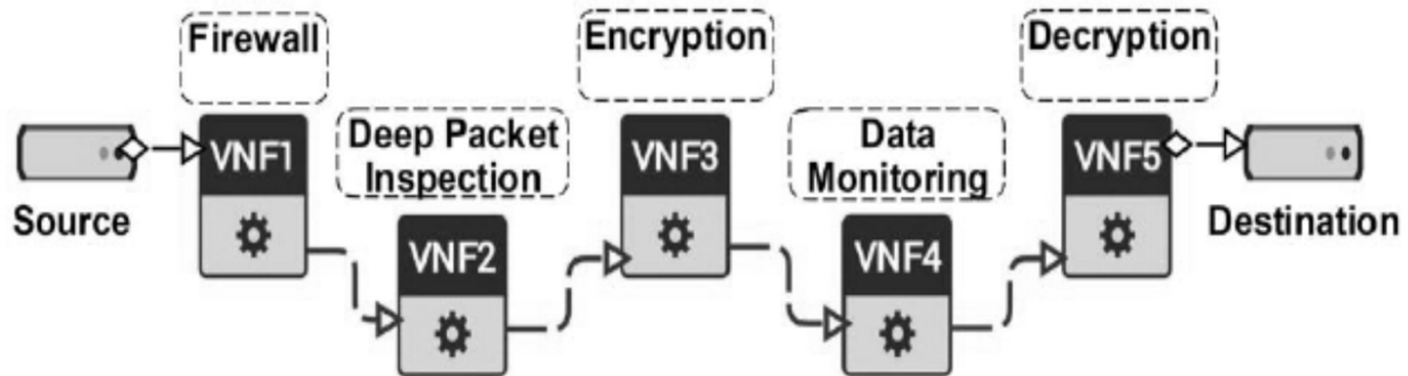 Firewall
Encryption
Decryption
Deep Packet
Inspection
Data
Monitoring
VNF1
VNF3
VNF5
Source
Destination
VNF2
VNF4